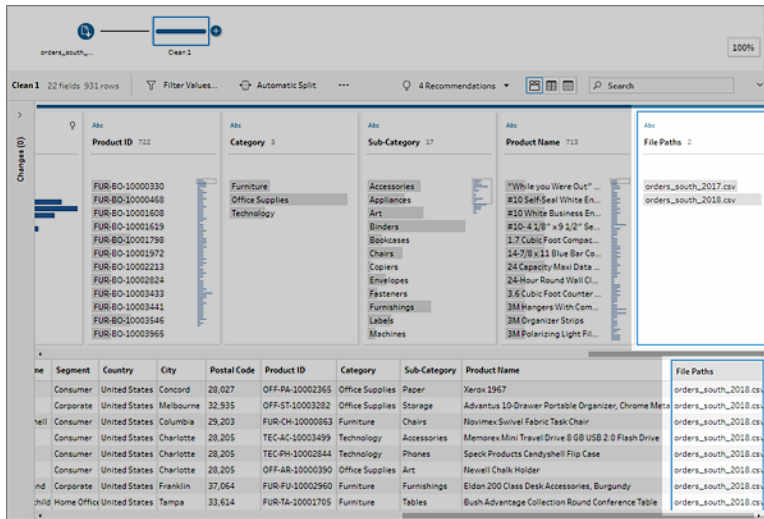 orders_south_...
Clean 1
100%
Clean 1 22 fields 931 rows Filter Values... Automatic Split ... 4 Recommendations Search
Changes (0)
Abc
Product ID 722
FUR-BO-10000330
FUR-BO-10000468
FUR-BO-10001608
FUR-BO-10001619
FUR-BO-10001798
FUR-BO-10001972
FUR-BO-10002213
FUR-BO-10002824
FUR-BO-10003433
FUR-BO-10003441
FUR-BO-10003546
FUR-BO-10003965
Abc
Category 3
Furniture
Office Supplies
Technology
Abc
Sub-Category 17
Accessories
Appliances
Art
Binders
Bookcases
Chairs
Copiers
Envelopes
Fasteners
Furnishings
Labels
Machines
Abc
Product Name 713
"While you Were Out" ...
#10 Self-Seal White En...
#10 White Business En...
#10- 4 1/8" x 9 1/2" Se...
1.7 Cubic Foot Compac...
14-7/8 x 11 Blue Bar Co...
24 Capacity Maxi Data ...
24-Hour Round Wall Cl...
3.6 Cubic Foot Counter ...
3M Hangers With Com...
3M Organizer Strips
3M Polarizing Light Fil...
Abc
File Paths 2
orders_south_2017.csv
orders_south_2018.csv
me Segment Country City Postal Code Product ID Category Sub-Category Product Name File Paths
Consumer United States Concord 28,027 OFF-PA-10002365 Office Supplies Paper Xerox 1967 orders_south_2018.csv
Corporate United States Melbourne 32,935 OFF-ST-10003282 Office Supplies Storage Advantus 10-Drawer Portable Organizer, Chrome Meta orders_south_2018.csv
hell Consumer United States Columbia 29,203 FUR-CH-10000863 Furniture Chairs Novimex Swivel Fabric Task Chair orders_south_2018.csv
Consumer United States Charlotte 28,205 TEC-AC-10003499 Technology Accessories Memorex Mini Travel Drive 8 GB USB 2.0 Flash Drive orders_south_2018.csv
Consumer United States Charlotte 28,205 TEC-PH-10002844 Technology Phones Speck Products Candyshell Flip Case orders_south_2018.csv
Consumer United States Charlotte 28,205 OFF-AR-10000390 Office Supplies Art Newell Chalk Holder orders_south_2018.csv
nd Corporate United States Franklin 37,064 FUR-FU-10002960 Furniture Furnishings Eldon 200 Class Desk Accessories, Burgundy orders_south_2018.csv
child Home Office United States Tampa 33,614 FUR-TA-10001705 Furniture Tables Bush Advantage Collection Round Conference Table orders_south_2018.csv